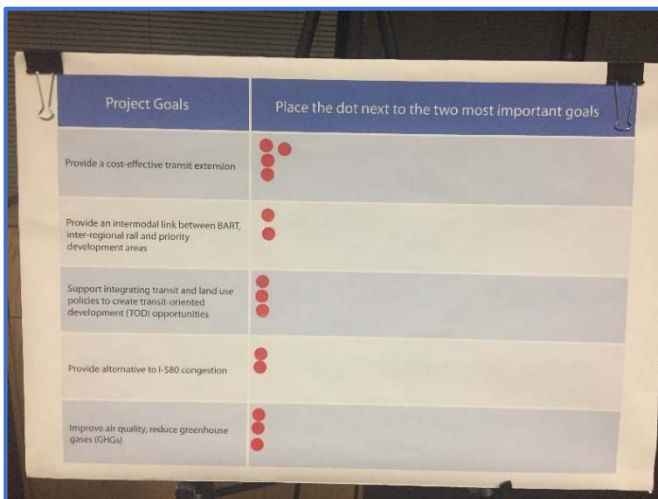 Project Goals
Place the dot next to the two most important goals
Provide a cost-effective transit extension
Provide an intermodal link between BART,
inter-regional rail and priority
development areas
Support integrating transit and land use
policies to create transit-oriented
development (TOD) opportunities
Provide alternative to I-580 congestion
Improve air quality, reduce greenhouse
gases (GHGs)